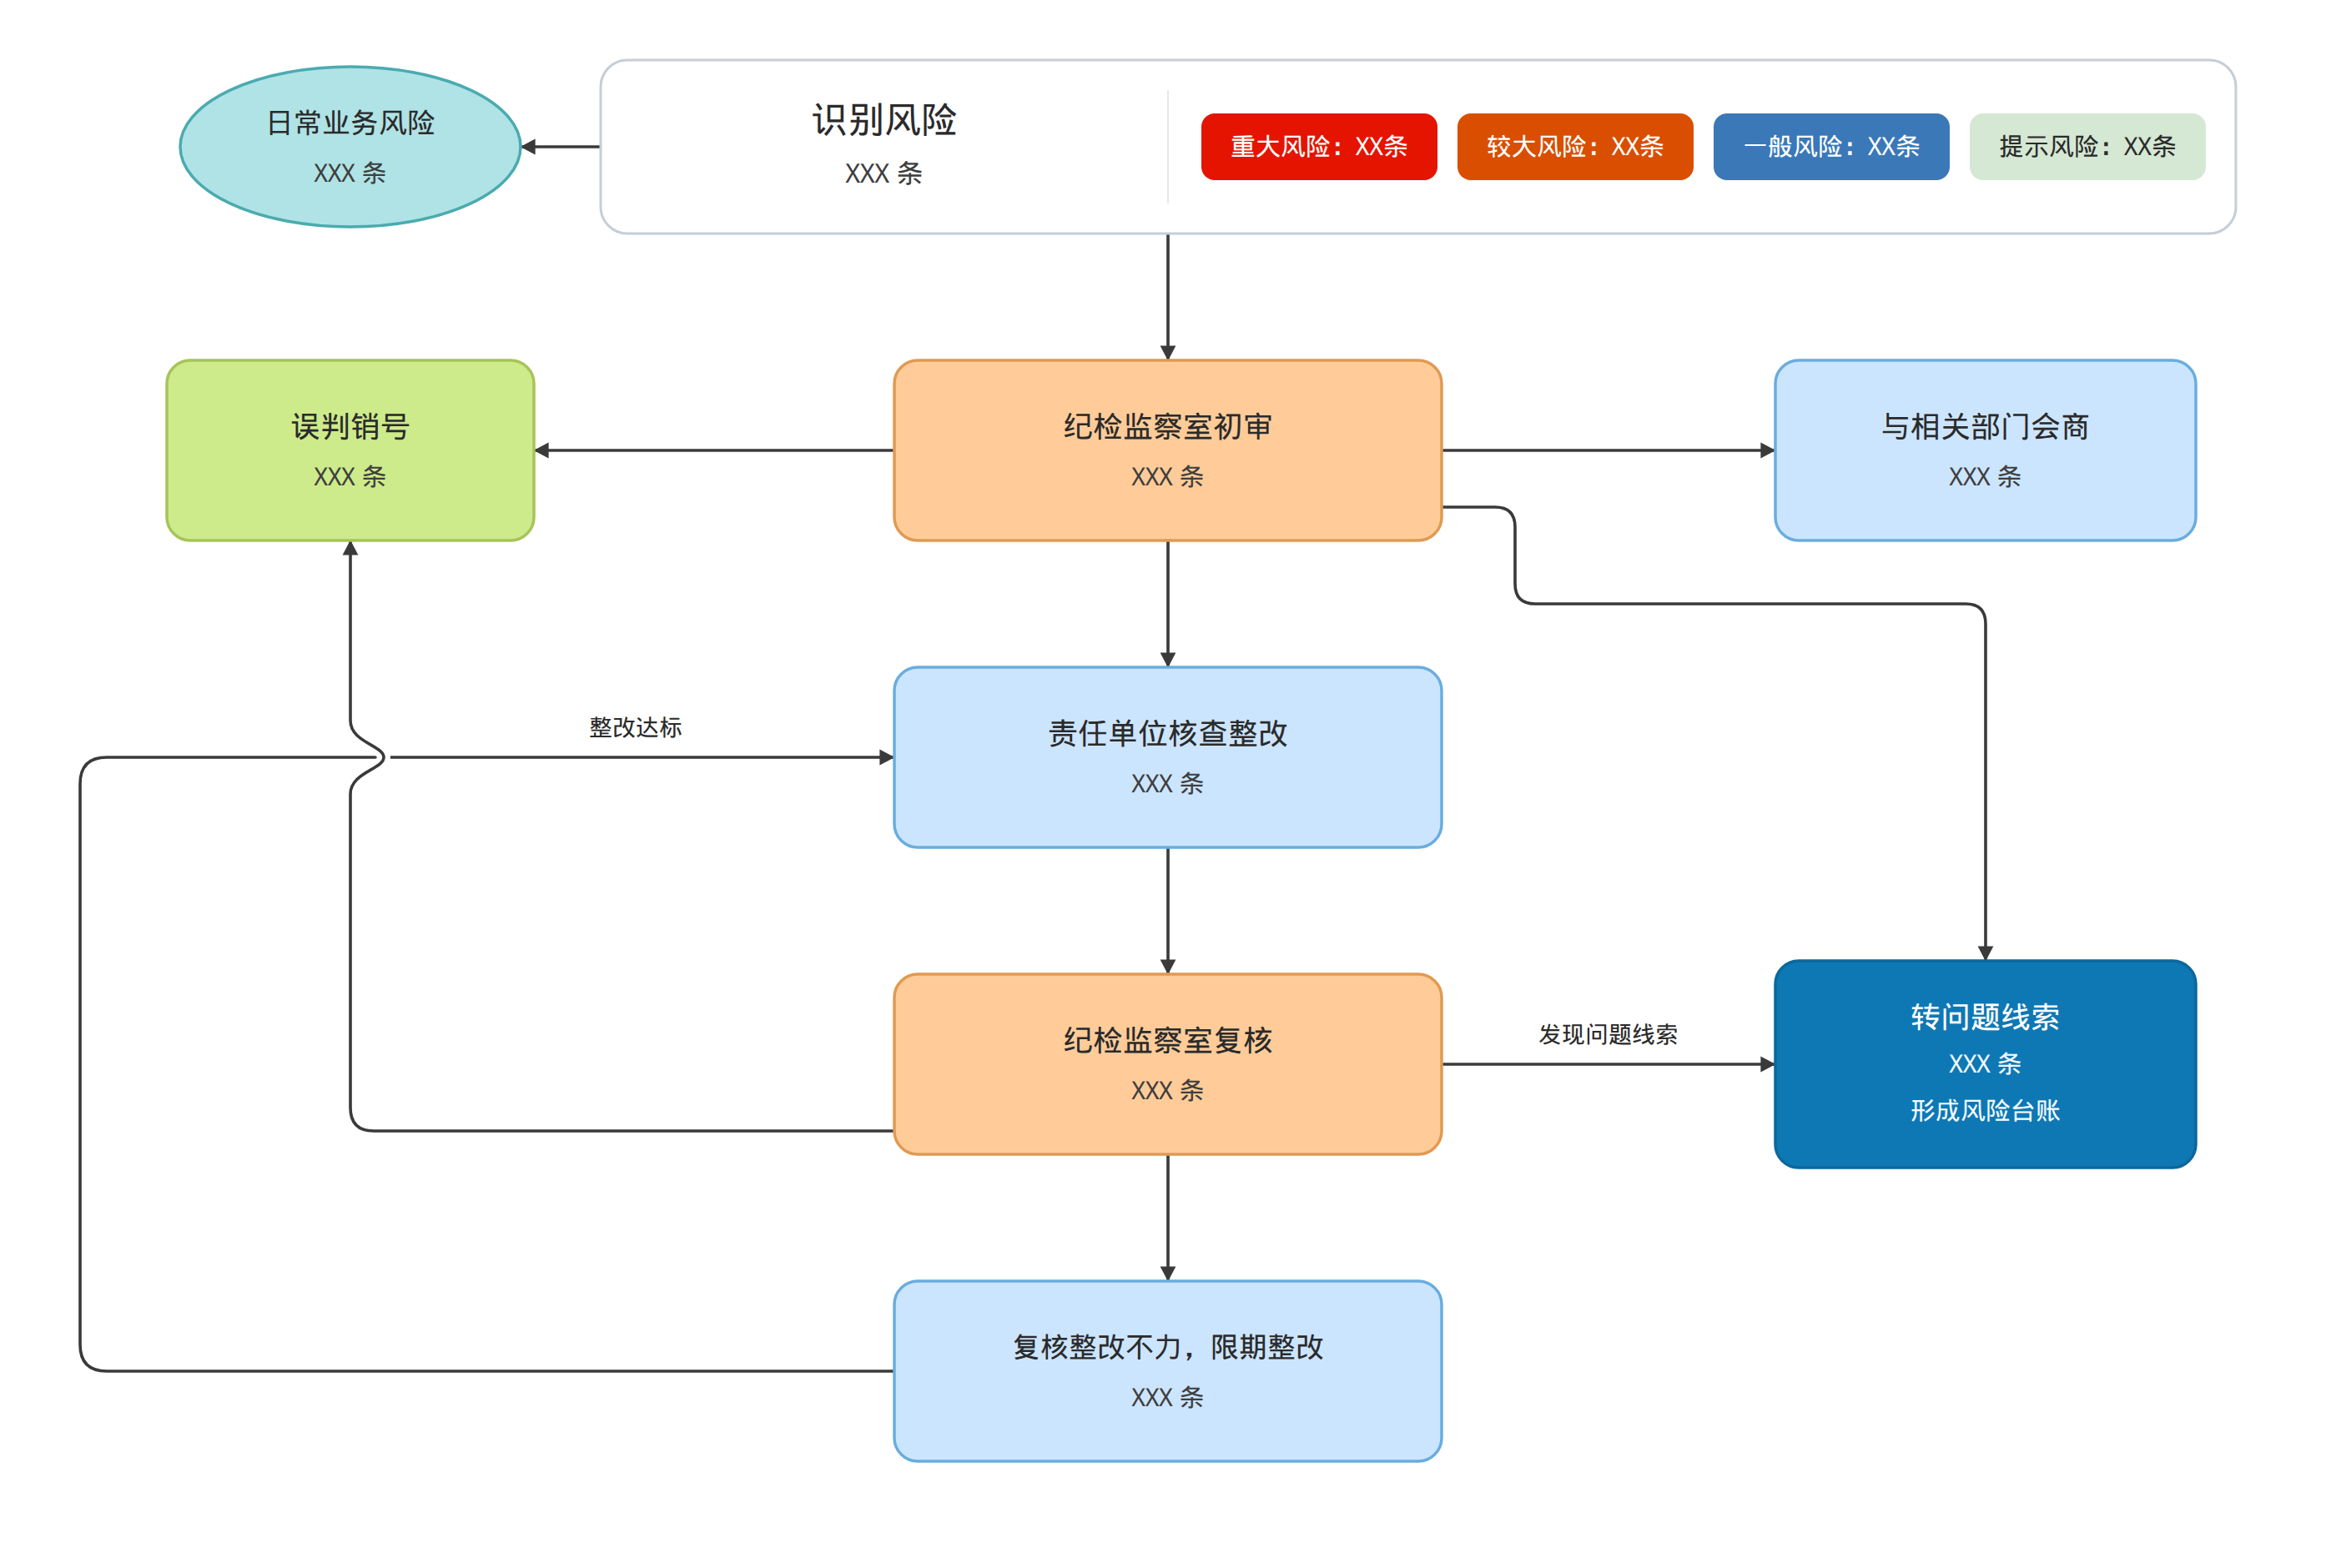 日常业务风险
XXX 条
识别风险
XXX 条
重大风险：XX条
较大风险：XX条
一般风险：XX条
提示风险：XX条
误判销号
XXX 条
纪检监察室初审
XXX 条
与相关部门会商
XXX 条
整改达标
责任单位核查整改
XXX 条
纪检监察室复核
XXX 条
发现问题线索
转问题线索
XXX 条
形成风险台账
复核整改不力，限期整改
XXX 条